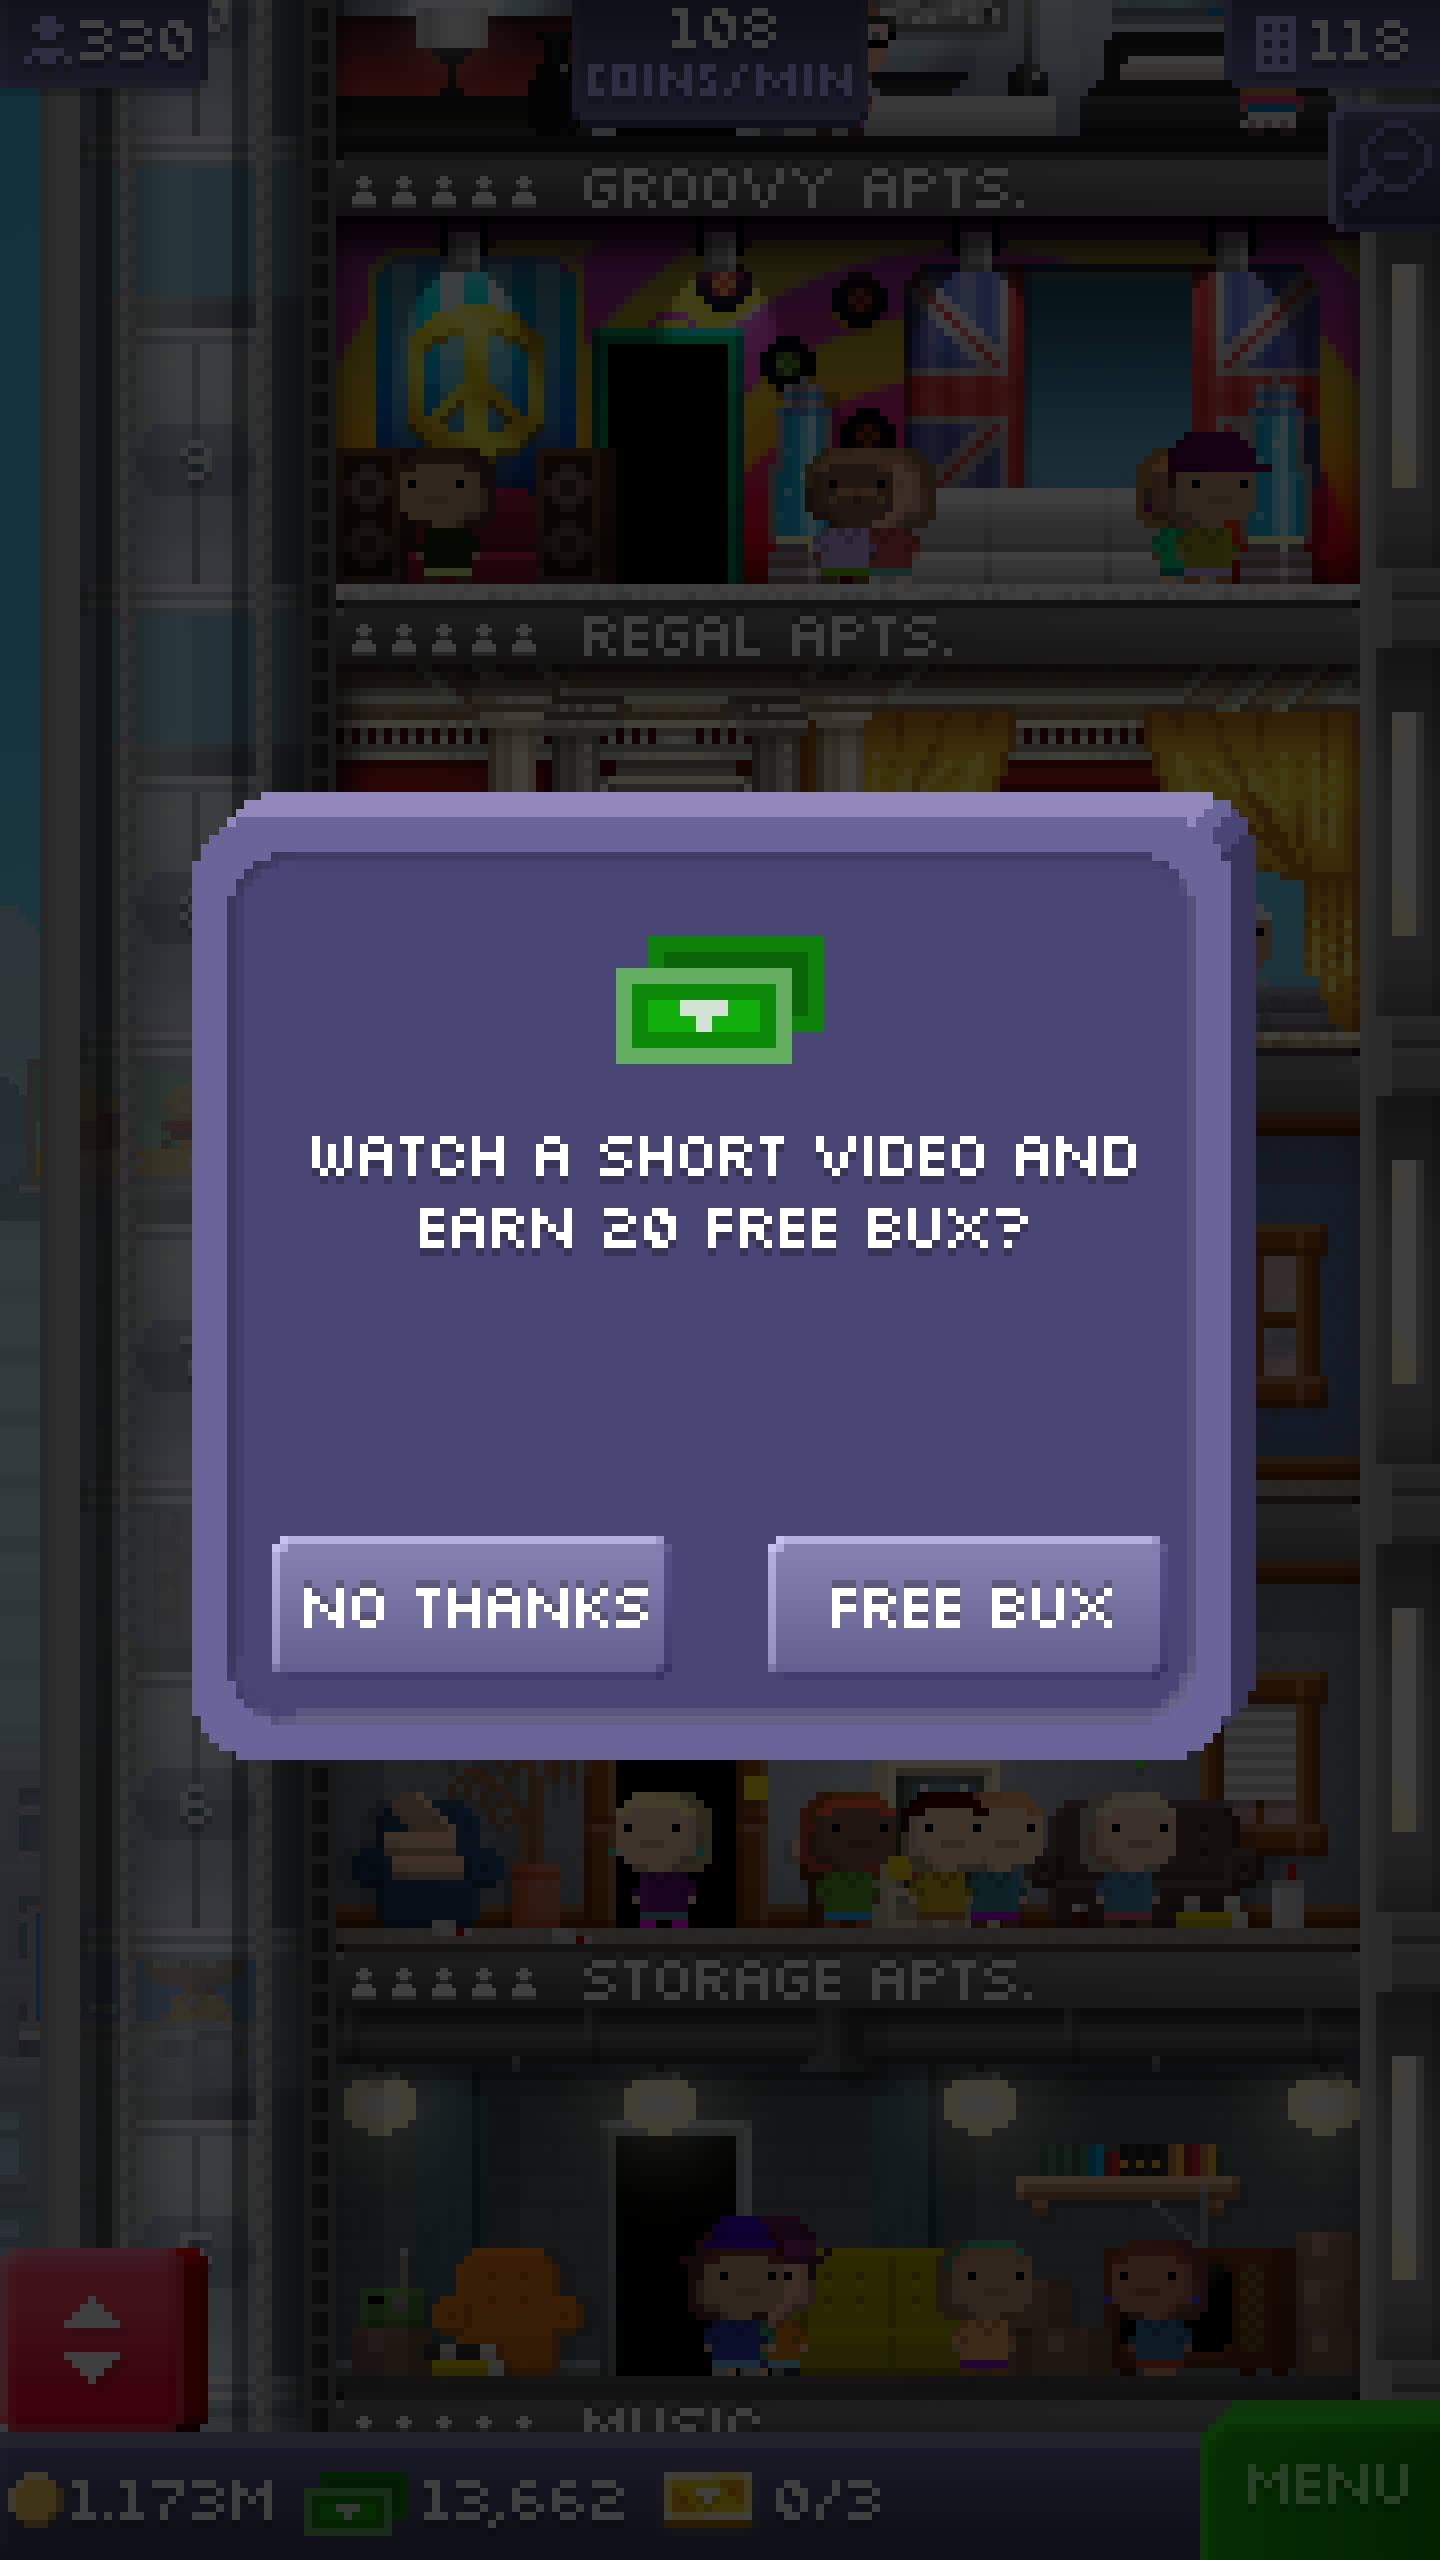 330
108
COINS/MIN
118
GROOVY APTS.
9
REGAL APTS.
WATCH A SHORT VIDEO AND
EARN 20 FREE BUX?
NO THANKS
FREE BUX
6
STORAGE APTS.
MUSIC
1.173M
13,662
0/3
MENU